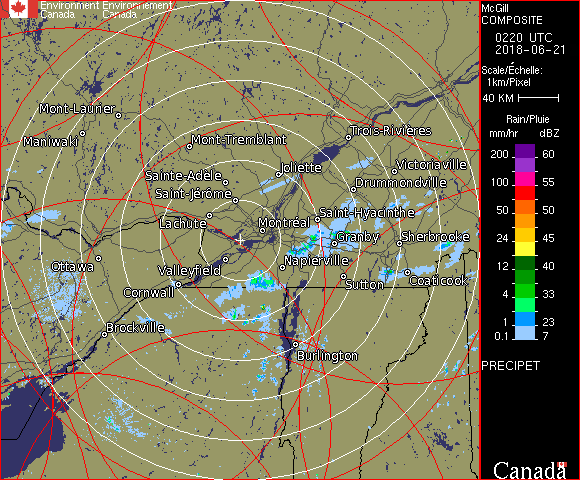 Environment Environnement
Canada Canada
McGill
COMPOSITE
0220 UTC
2018-06-21
Scale/Échelle:
1km/Pixel
40 KM
Rain/Pluie
mm/hr dBZ
200 60
100 55
50 50
24 45
12 40
4 33
1 23
0.1 7
PRECIPET
Canada
Mont-Laurier
Maniwaki
Trois-Rivières
Mont-Tremblant
Joliette
Victoriaville
Sainte-Adèle
Drummondville
Saint-Jérôme
Lachute
Montréal
Saint-Hyacinthe
Granby
Sherbrooke
Ottawa
Valleyfield
Napierville
Cornwall
Sutton
Coaticook
Brockville
Burlington